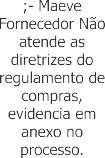 ;- Maeve
Fornecedor Não
atende as
diretrizes do
regulamento de
compras,
evidencia em
anexo no
processo.